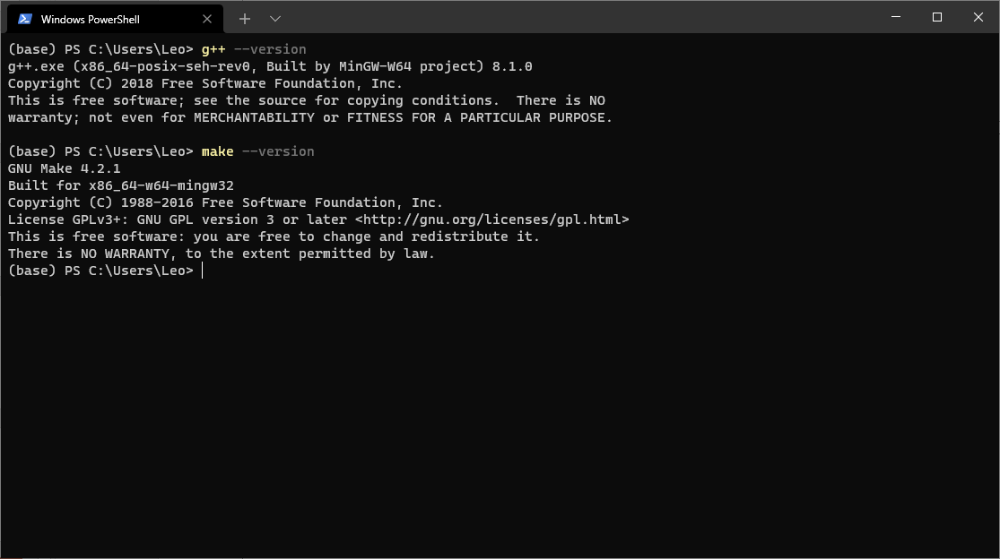 Windows PowerShell
(base) PS C:\Users\Leo> g++ --version
g++.exe (x86_64-posix-seh-rev0, Built by MinGW-W64 project) 8.1.0
Copyright (C) 2018 Free Software Foundation, Inc.
This is free software; see the source for copying conditions.  There is NO
warranty; not even for MERCHANTABILITY or FITNESS FOR A PARTICULAR PURPOSE.
(base) PS C:\Users\Leo> make --version
GNU Make 4.2.1
Built for x86_64-w64-mingw32
Copyright (C) 1988-2016 Free Software Foundation, Inc.
License GPLv3+: GNU GPL version 3 or later <http://gnu.org/licenses/gpl.html>
This is free software: you are free to change and redistribute it.
There is NO WARRANTY, to the extent permitted by law.
(base) PS C:\Users\Leo>